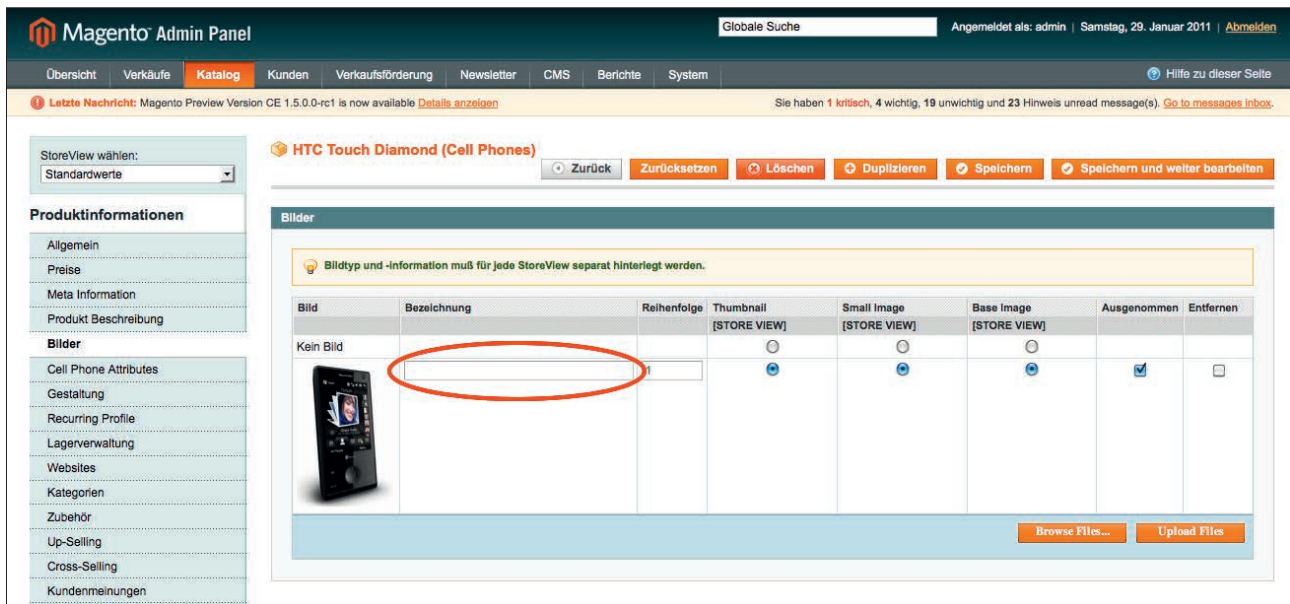 Magento Admin Panel
Globale Suche
Angemeldet als: admin | Samstag, 29. Januar 2011 | Abmelden
Übersicht Verkäufe Katalog Kunden Verkaufsförderung Newsletter CMS Berichte System
Hilfe zu dieser Seite
Letzte Nachricht: Magento Preview Version CE 1.5.0.0-rc1 is now available Details anzeigen
Sie haben 1 kritisch, 4 wichtig, 19 unwichtig und 23 Hinweis unread message(s). Go to messages inbox.
StoreView wählen:
Standardwerte
HTC Touch Diamond (Cell Phones)
Zurück Zurücksetzen Löschen Duplizieren Speichern Speichern und weiter bearbeiten
Produktinformationen
Allgemein
Preise
Meta Information
Produkt Beschreibung
Bilder
Cell Phone Attributes
Gestaltung
Recurring Profile
Lagerverwaltung
Websites
Kategorien
Zubehör
Up-Selling
Cross-Selling
Kundenmeinungen
Bilder
Bildtyp und -information muß für jede StoreView separat hinterlegt werden.
Bild Bezeichnung Reihenfolge Thumbnail Small Image Base Image Ausgenommen Entfernen
[STORE VIEW] [STORE VIEW] [STORE VIEW]
Kein Bild
1
Browse Files... Upload Files